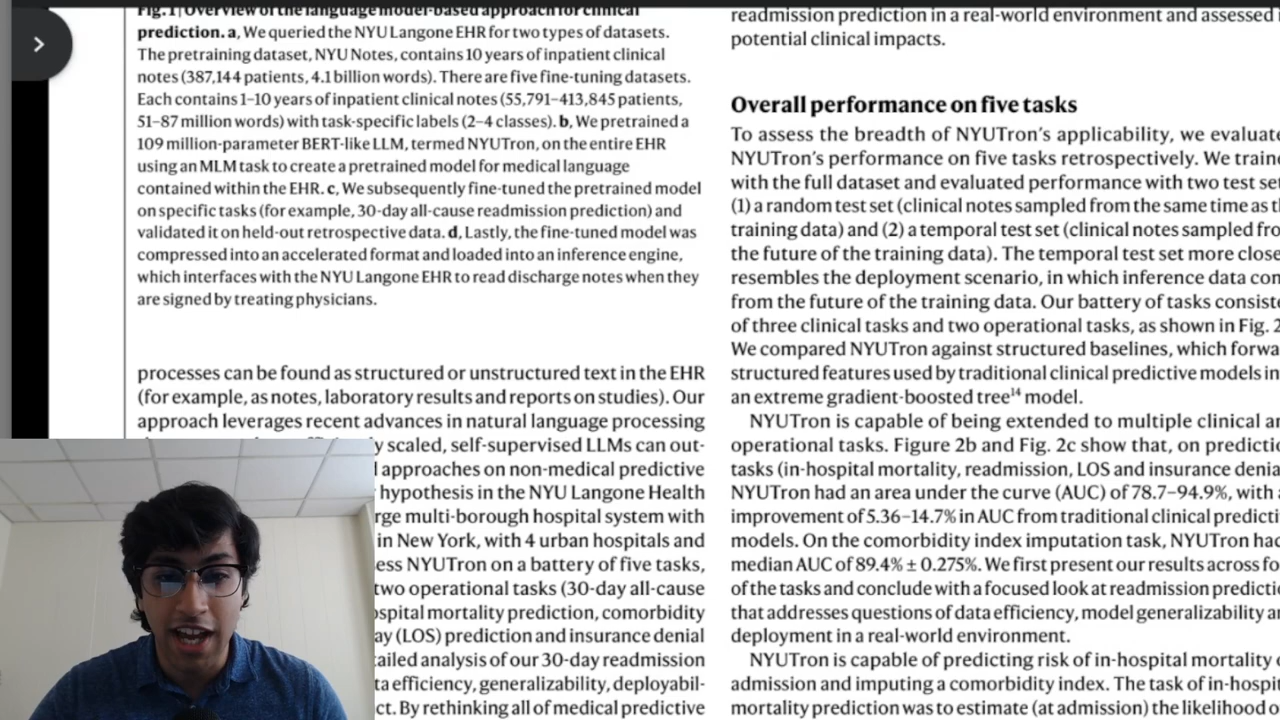 Fig. 1 | Overview of the language model-based approach for clinical
prediction. a, We queried the NYU Langone EHR for two types of datasets.
The pretraining dataset, NYU Notes, contains 10 years of inpatient clinical
notes (387,144 patients, 4.1 billion words). There are five fine-tuning datasets.
Each contains 1–10 years of inpatient clinical notes (55,791–413,845 patients,
51–87 million words) with task-specific labels (2–4 classes). b, We pretrained a
109 million-parameter BERT-like LLM, termed NYUTron, on the entire EHR
using an MLM task to create a pretrained model for medical language
contained within the EHR. c, We subsequently fine-tuned the pretrained model
on specific tasks (for example, 30-day all-cause readmission prediction) and
validated it on held-out retrospective data. d, Lastly, the fine-tuned model was
compressed into an accelerated format and loaded into an inference engine,
which interfaces with the NYU Langone EHR to read discharge notes when they
are signed by treating physicians.
processes can be found as structured or unstructured text in the EHR
(for example, as notes, laboratory results and reports on studies). Our
approach leverages recent advances in natural language processing
scaled, self-supervised LLMs can out-
approaches on non-medical predictive
hypothesis in the NYU Langone Health
multi-borough hospital system with
in New York, with 4 urban hospitals and
NYUTron on a battery of five tasks,
two operational tasks (30-day all-cause
mortality prediction, comorbidity
(LOS) prediction and insurance denial
analysis of our 30-day readmission
efficiency, generalizability, deployabil-
By rethinking all of medical predictive
readmission prediction in a real-world environment and assessed
potential clinical impacts.
Overall performance on five tasks
To assess the breadth of NYUTron's applicability, we evaluate
NYUTron's performance on five tasks retrospectively. We traine
with the full dataset and evaluated performance with two test set
(1) a random test set (clinical notes sampled from the same time as th
training data) and (2) a temporal test set (clinical notes sampled fro
the future of the training data). The temporal test set more close
resembles the deployment scenario, in which inference data con
from the future of the training data. Our battery of tasks consiste
of three clinical tasks and two operational tasks, as shown in Fig. 2
We compared NYUTron against structured baselines, which forwa
structured features used by traditional clinical predictive models in
an extreme gradient-boosted tree¹⁴ model.
NYUTron is capable of being extended to multiple clinical an
operational tasks. Figure 2b and Fig. 2c show that, on predictio
tasks (in-hospital mortality, readmission, LOS and insurance denia
NYUTron had an area under the curve (AUC) of 78.7–94.9%, with a
improvement of 5.36–14.7% in AUC from traditional clinical predicti
models. On the comorbidity index imputation task, NYUTron had
median AUC of 89.4% ± 0.275%. We first present our results across fo
of the tasks and conclude with a focused look at readmission predictio
that addresses questions of data efficiency, model generalizability an
deployment in a real-world environment.
NYUTron is capable of predicting risk of in-hospital mortality o
admission and imputing a comorbidity index. The task of in-hospit
mortality prediction was to estimate (at admission) the likelihood o